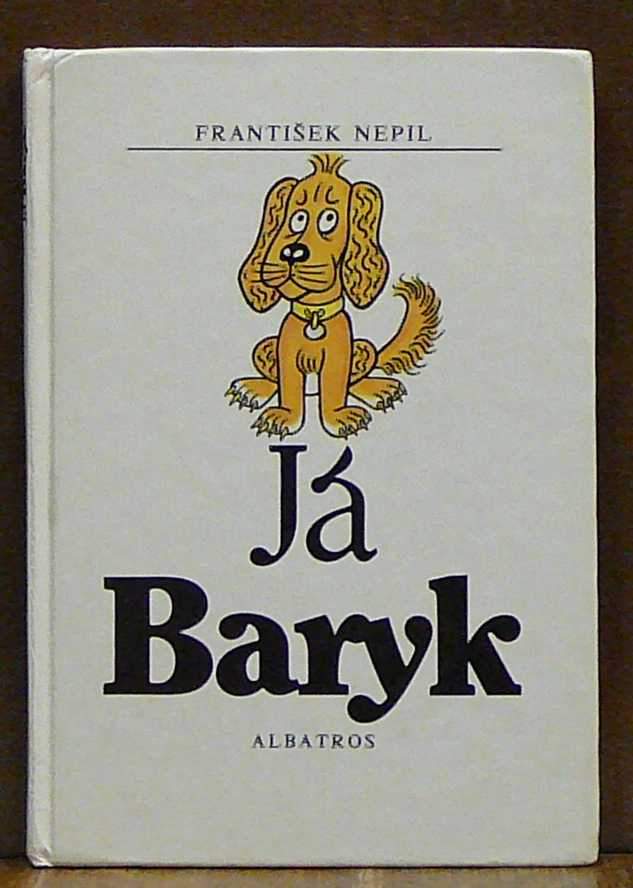 FRANTIŠEK NEPIL
Já
Baryk
ALBATROS